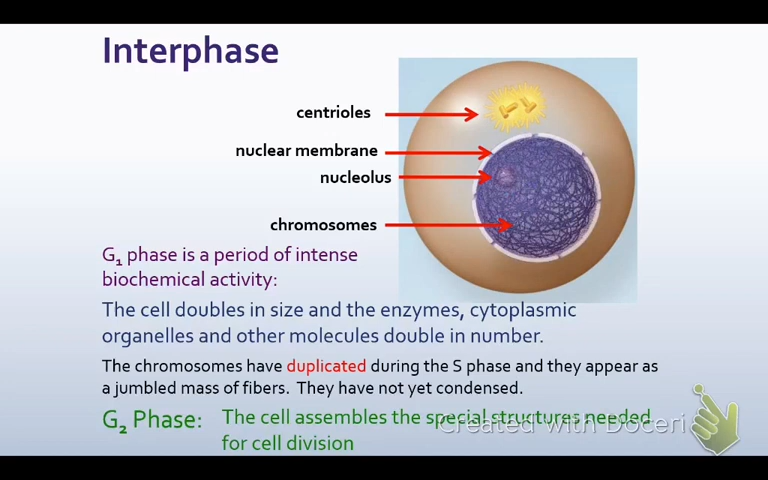 Interphase
centrioles
nuclear membrane
nucleolus
chromosomes
G₁ phase is a period of intense
biochemical activity:
The cell doubles in size and the enzymes, cytoplasmic
organelles and other molecules double in number.
The chromosomes have duplicated during the S phase and they appear as
a jumbled mass of fibers. They have not yet condensed.
G₂ Phase: The cell assembles the special structures needed
for cell division
Created with Doceri